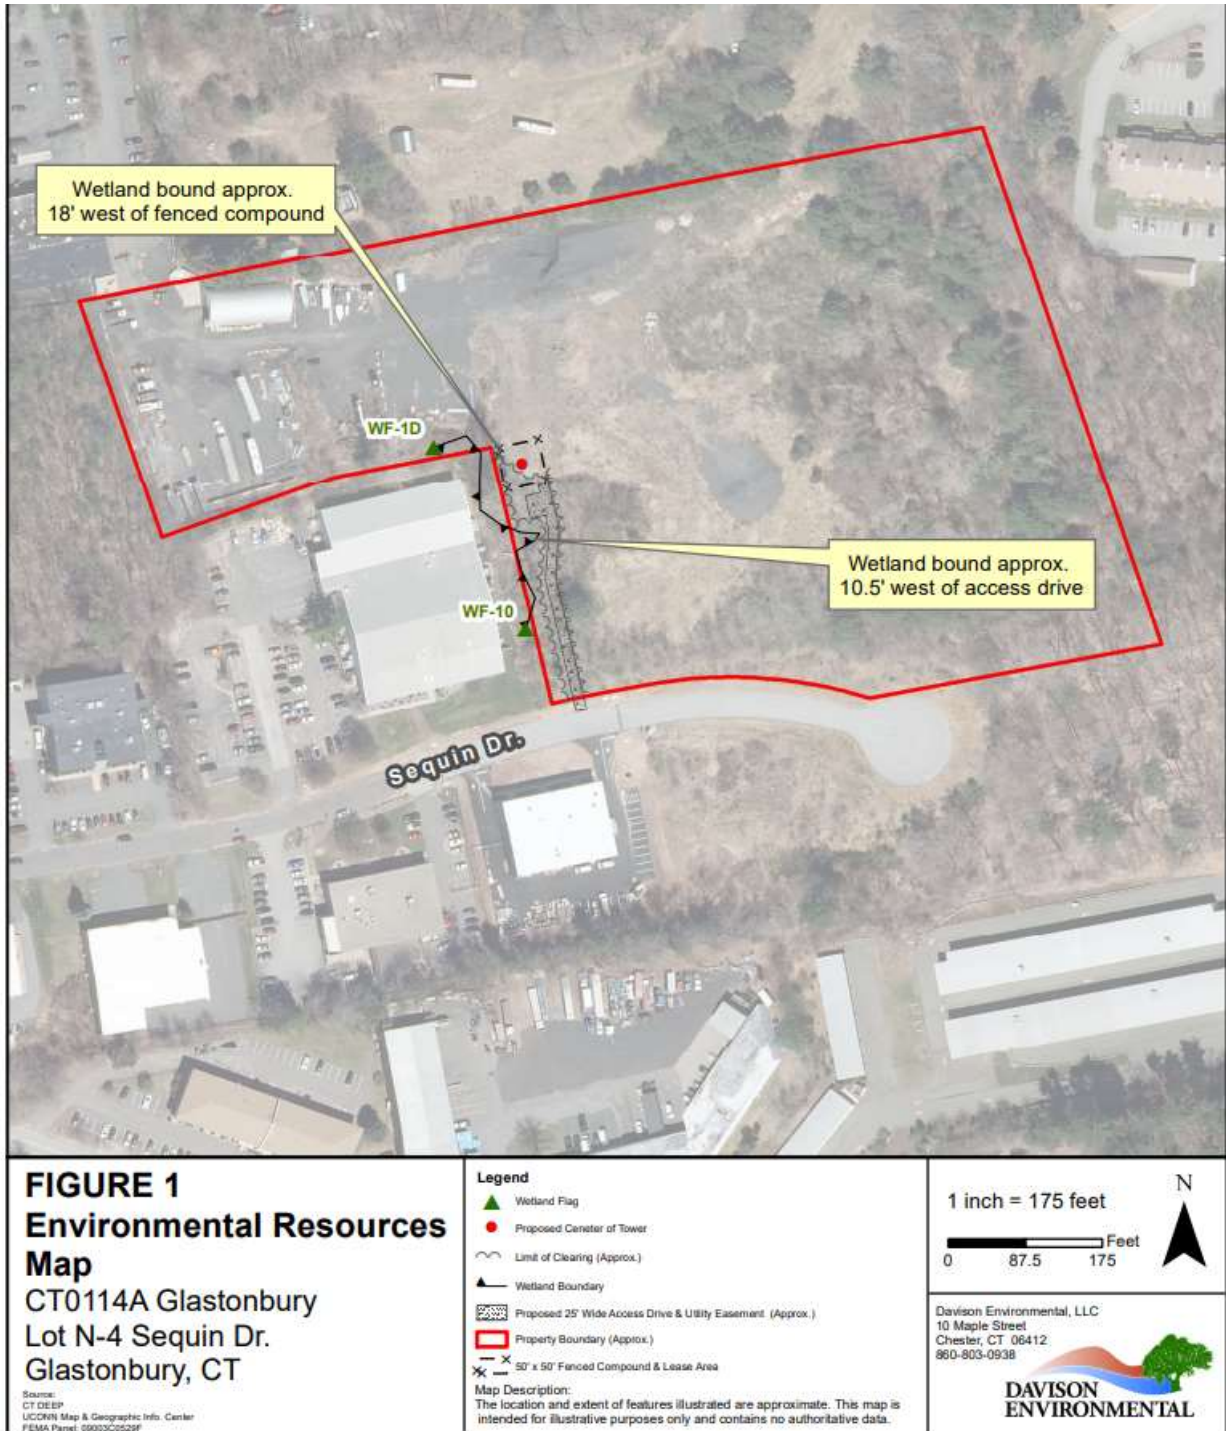 Wetland bound approx.
18' west of fenced compound
WF-1D
Wetland bound approx.
10.5' west of access drive
WF-10
Sequin Dr.
FIGURE 1
Environmental Resources
Map
CT0114A Glastonbury
Lot N-4 Sequin Dr.
Glastonbury, CT
Source:
CT DEEP
UCONN Map & Geographic Info. Center
FEMA Panel: 09003C0529F
Legend
Wetland Flag
Proposed Ceneter of Tower
Limit of Clearing (Approx.)
Wetland Boundary
Proposed 25' Wide Access Drive & Utility Easement (Approx.)
Property Boundary (Approx.)
50' x 50' Fenced Compound & Lease Area
Map Description:
The location and extent of features illustrated are approximate. This map is
intended for illustrative purposes only and contains no authoritative data.
1 inch = 175 feet
N
Feet
0 87.5 175
Davison Environmental, LLC
10 Maple Street
Chester, CT 06412
860-803-0938
DAVISON
ENVIRONMENTAL